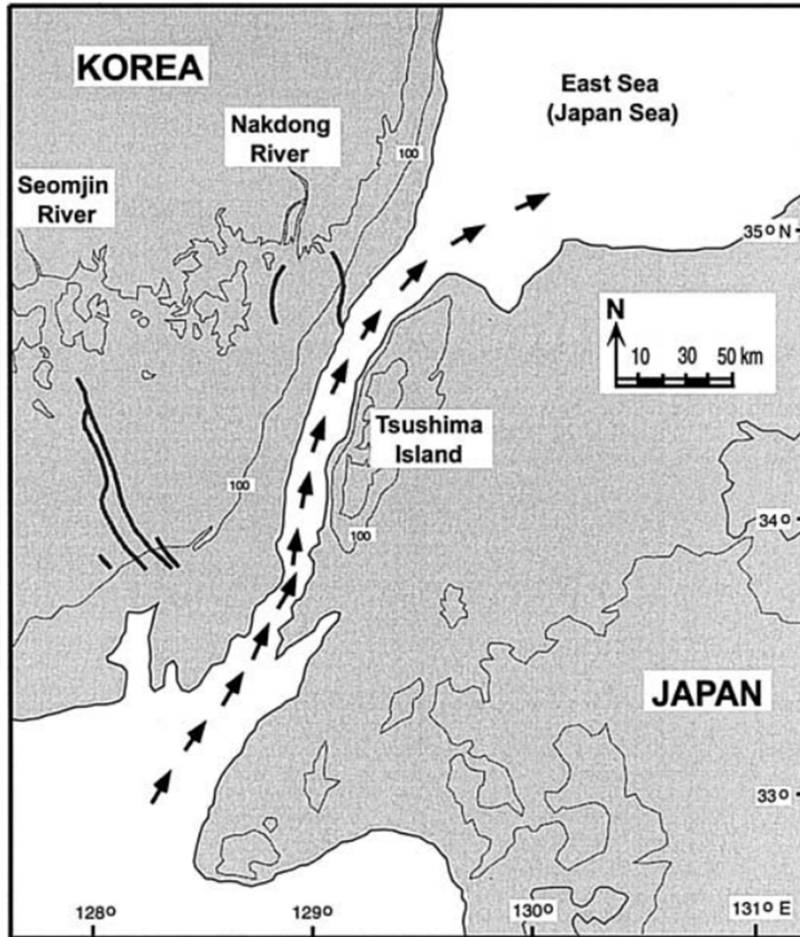 KOREA
East Sea
(Japan Sea)
Nakdong
River
100
Seomjin
River
35° N
N
10 30 50 km
Tsushima
Island
100
34°
100
JAPAN
33°
128° 129° 130° 131° E